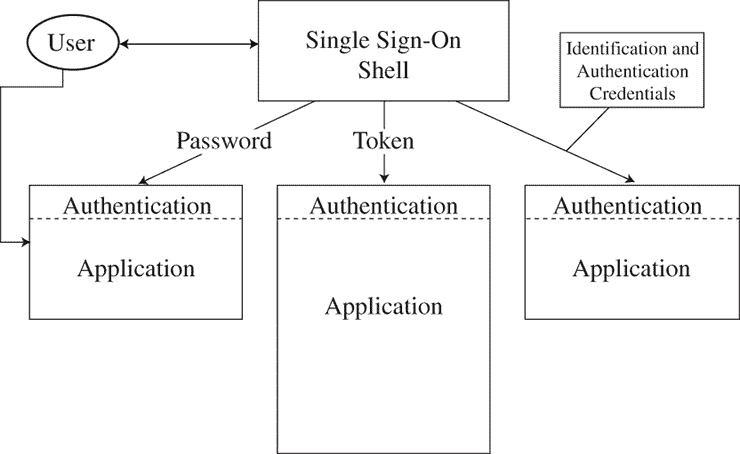 User
Single Sign-On
Shell
Identification and
Authentication
Credentials
Password
Token
Authentication
Application
Authentication
Application
Authentication
Application